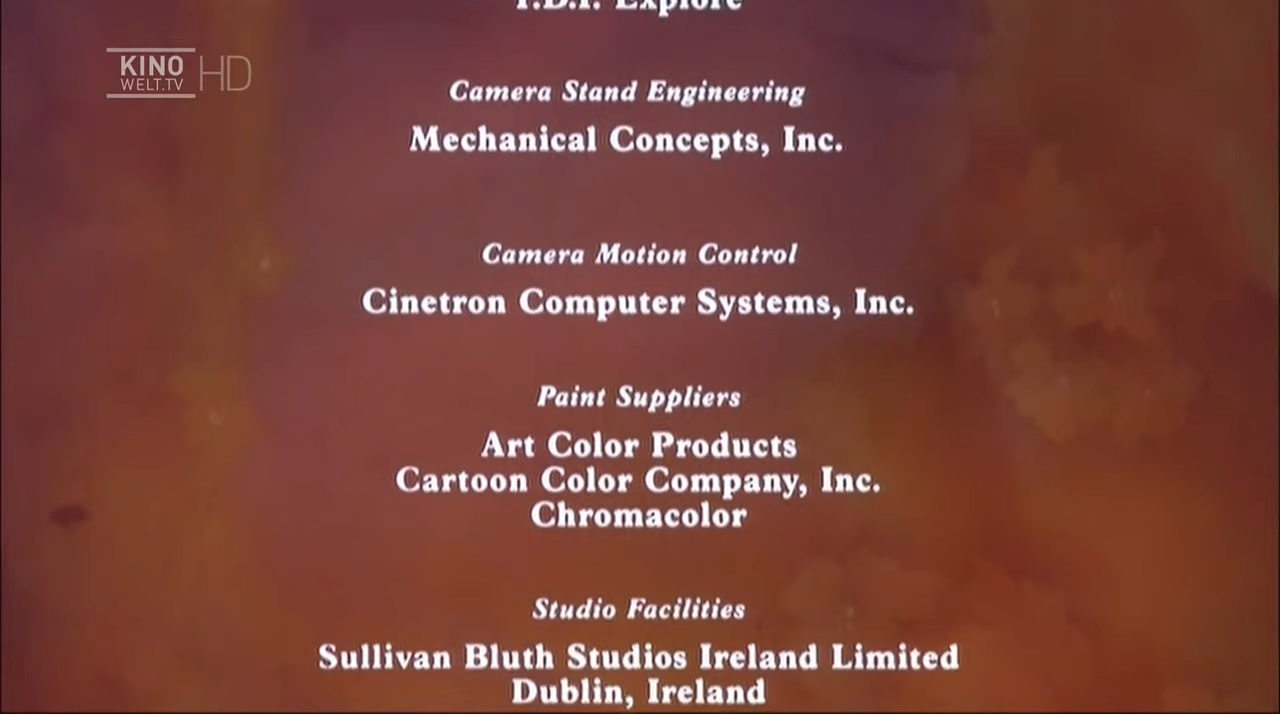 T.D.I. Explore
KINO
WELT.TV HD
Camera Stand Engineering
Mechanical Concepts, Inc.
Camera Motion Control
Cinetron Computer Systems, Inc.
Paint Suppliers
Art Color Products
Cartoon Color Company, Inc.
Chromacolor
Studio Facilities
Sullivan Bluth Studios Ireland Limited
Dublin, Ireland